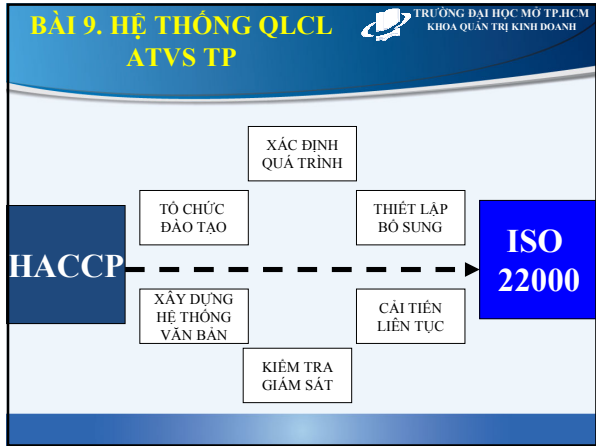 BÀI 9. HỆ THỐNG QLCL
ATVS TP
TRƯỜNG ĐẠI HỌC MỞ TP.HCM
KHOA QUẢN TRỊ KINH DOANH
XÁC ĐỊNH
QUÁ TRÌNH
TỔ CHỨC
ĐÀO TẠO
THIẾT LẬP
BỔ SUNG
HACCP
ISO
22000
XÂY DỰNG
HỆ THỐNG
VĂN BẢN
CẢI TIẾN
LIÊN TỤC
KIỂM TRA
GIÁM SÁT